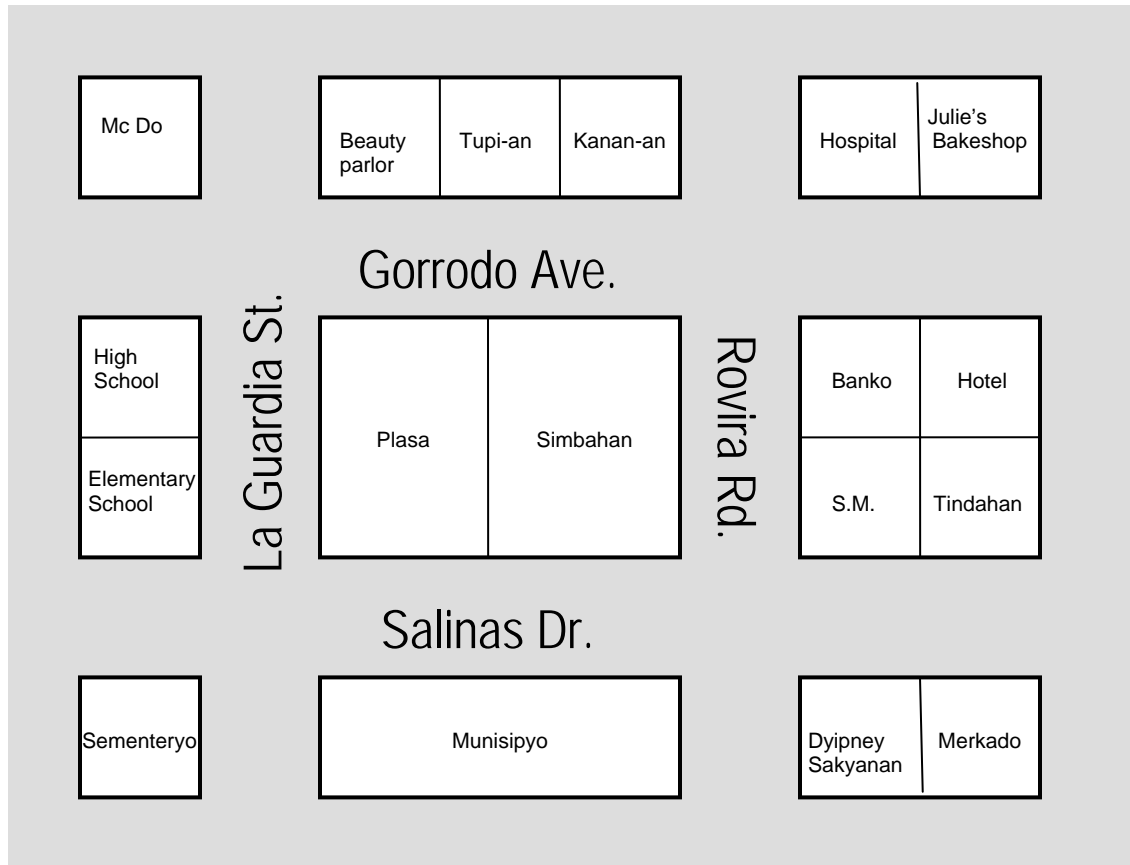 Mc Do
Beauty
parlor
Tupi-an
Kanan-an
Hospital
Julie's
Bakeshop
Gorrodo Ave.
La Guardia St.
High
School
Elementary
School
Plasa
Simbahan
Rovira Rd.
Banko
Hotel
S.M.
Tindahan
Salinas Dr.
Sementeryo
Munisipyo
Dyipney
Sakyanan
Merkado